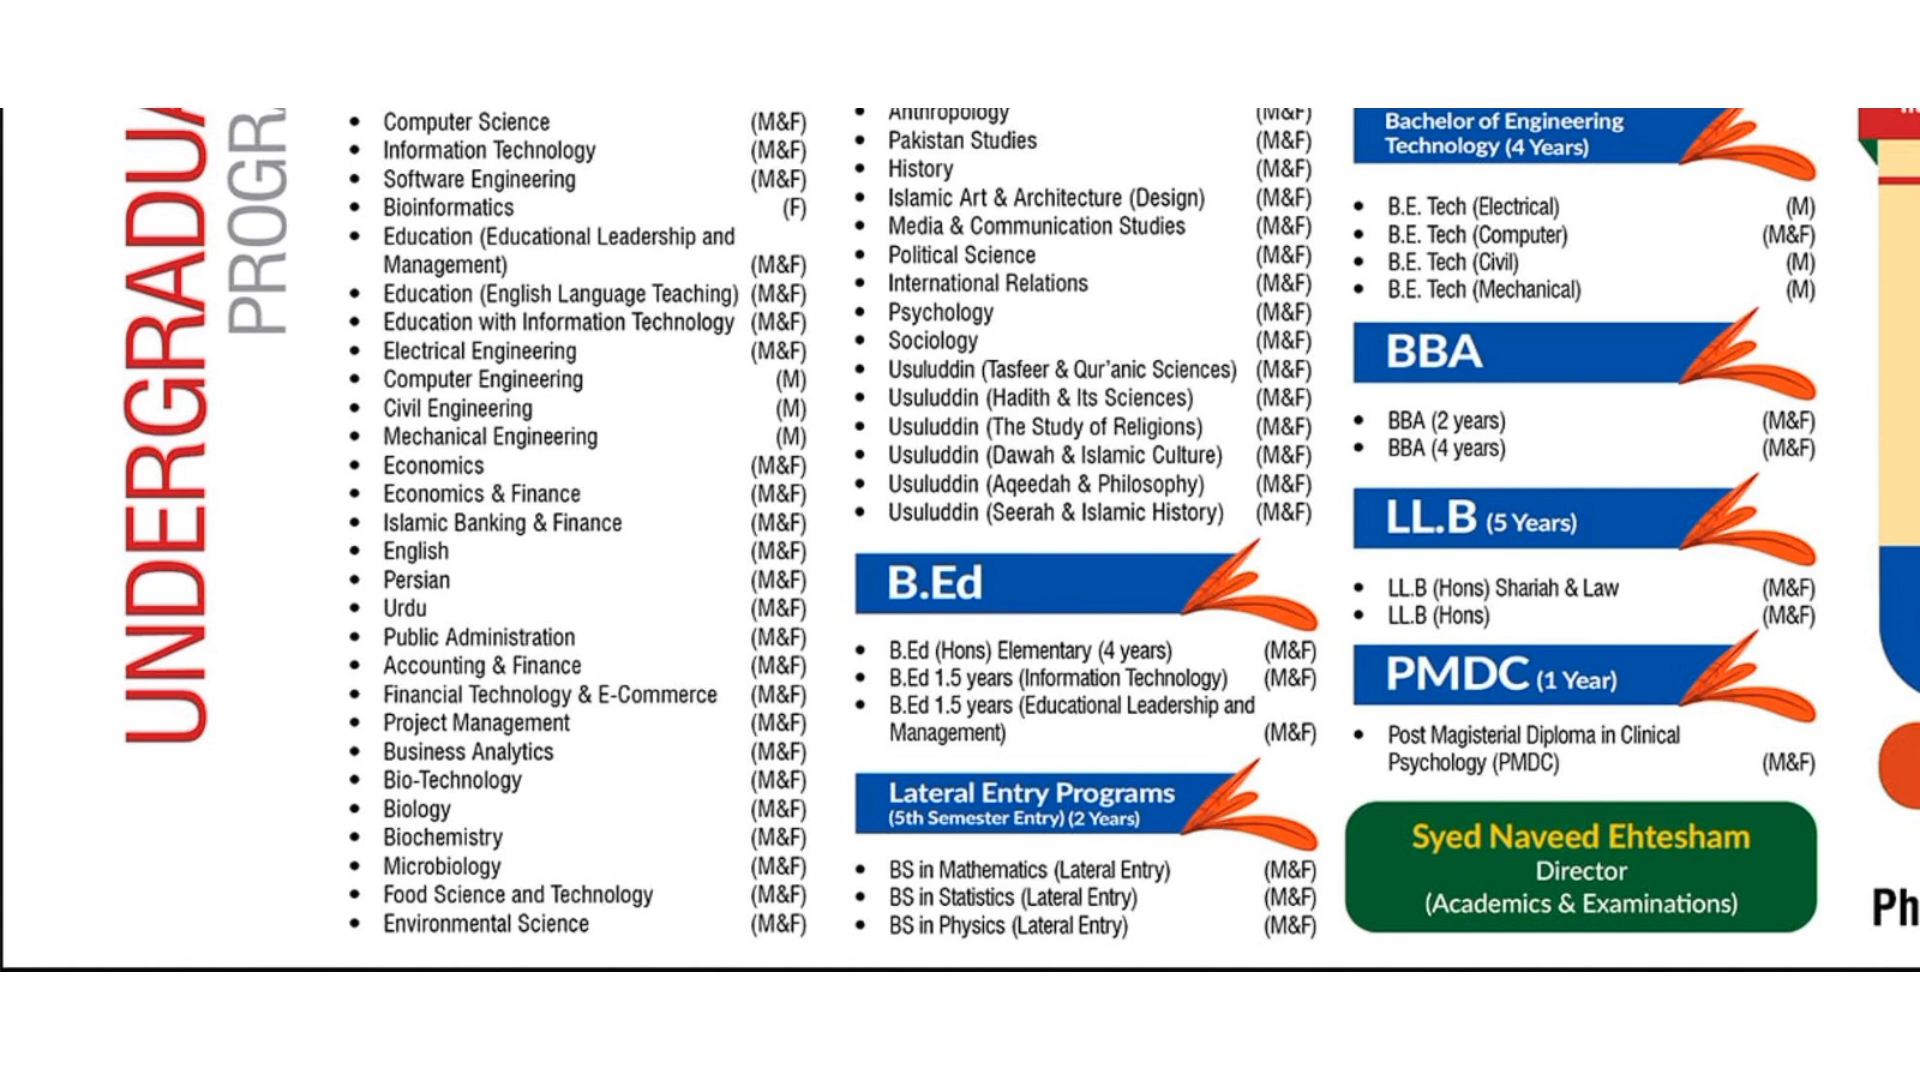 UNDERGRADUA
PROGR
• Computer Science (M&F)
• Information Technology (M&F)
• Software Engineering (M&F)
• Bioinformatics (F)
• Education (Educational Leadership and
Management) (M&F)
• Education (English Language Teaching) (M&F)
• Education with Information Technology (M&F)
• Electrical Engineering (M&F)
• Computer Engineering (M)
• Civil Engineering (M)
• Mechanical Engineering (M)
• Economics (M&F)
• Economics & Finance (M&F)
• Islamic Banking & Finance (M&F)
• English (M&F)
• Persian (M&F)
• Urdu (M&F)
• Public Administration (M&F)
• Accounting & Finance (M&F)
• Financial Technology & E-Commerce (M&F)
• Project Management (M&F)
• Business Analytics (M&F)
• Bio-Technology (M&F)
• Biology (M&F)
• Biochemistry (M&F)
• Microbiology (M&F)
• Food Science and Technology (M&F)
• Environmental Science (M&F)
• Anthropology (M&F)
• Pakistan Studies (M&F)
• History (M&F)
• Islamic Art & Architecture (Design) (M&F)
• Media & Communication Studies (M&F)
• Political Science (M&F)
• International Relations (M&F)
• Psychology (M&F)
• Sociology (M&F)
• Usuluddin (Tasfeer & Qur'anic Sciences) (M&F)
• Usuluddin (Hadith & Its Sciences) (M&F)
• Usuluddin (The Study of Religions) (M&F)
• Usuluddin (Dawah & Islamic Culture) (M&F)
• Usuluddin (Aqeedah & Philosophy) (M&F)
• Usuluddin (Seerah & Islamic History) (M&F)
B.Ed
• B.Ed (Hons) Elementary (4 years) (M&F)
• B.Ed 1.5 years (Information Technology) (M&F)
• B.Ed 1.5 years (Educational Leadership and
Management) (M&F)
Lateral Entry Programs
(5th Semester Entry) (2 Years)
• BS in Mathematics (Lateral Entry) (M&F)
• BS in Statistics (Lateral Entry) (M&F)
• BS in Physics (Lateral Entry) (M&F)
Bachelor of Engineering
Technology (4 Years)
• B.E. Tech (Electrical) (M)
• B.E. Tech (Computer) (M&F)
• B.E. Tech (Civil) (M)
• B.E. Tech (Mechanical) (M)
BBA
• BBA (2 years) (M&F)
• BBA (4 years) (M&F)
LL.B (5 Years)
• LL.B (Hons) Shariah & Law (M&F)
• LL.B (Hons) (M&F)
PMDC (1 Year)
• Post Magisterial Diploma in Clinical
Psychology (PMDC) (M&F)
Syed Naveed Ehtesham
Director
(Academics & Examinations)
Ph